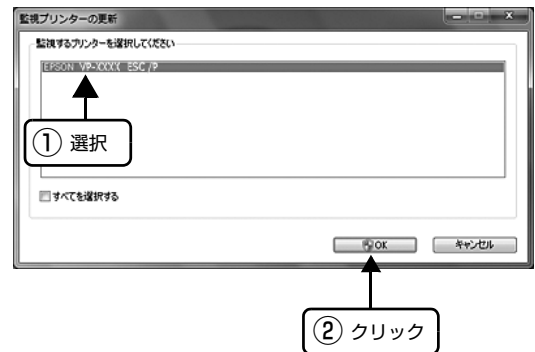 監視プリンターの更新
監視するプリンターを選択してください
EPSON VP-XXXX ESC/P
① 選択
すべてを選択する
OK キャンセル
② クリック